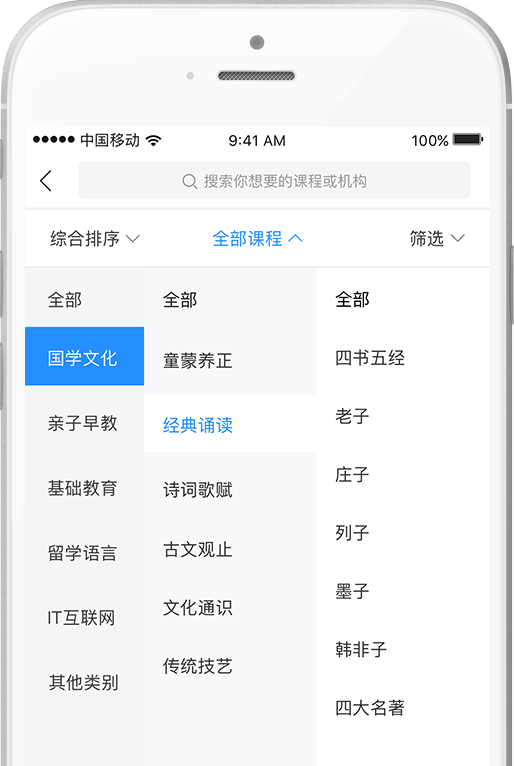 中国移动 9:41 AM 100%
搜索你想要的课程或机构
综合排序 全部课程 筛选
全部
国学文化
亲子早教
基础教育
留学语言
IT互联网
其他类别
全部
童蒙养正
经典诵读
诗词歌赋
古文观止
文化通识
传统技艺
全部
四书五经
老子
庄子
列子
墨子
韩非子
四大名著